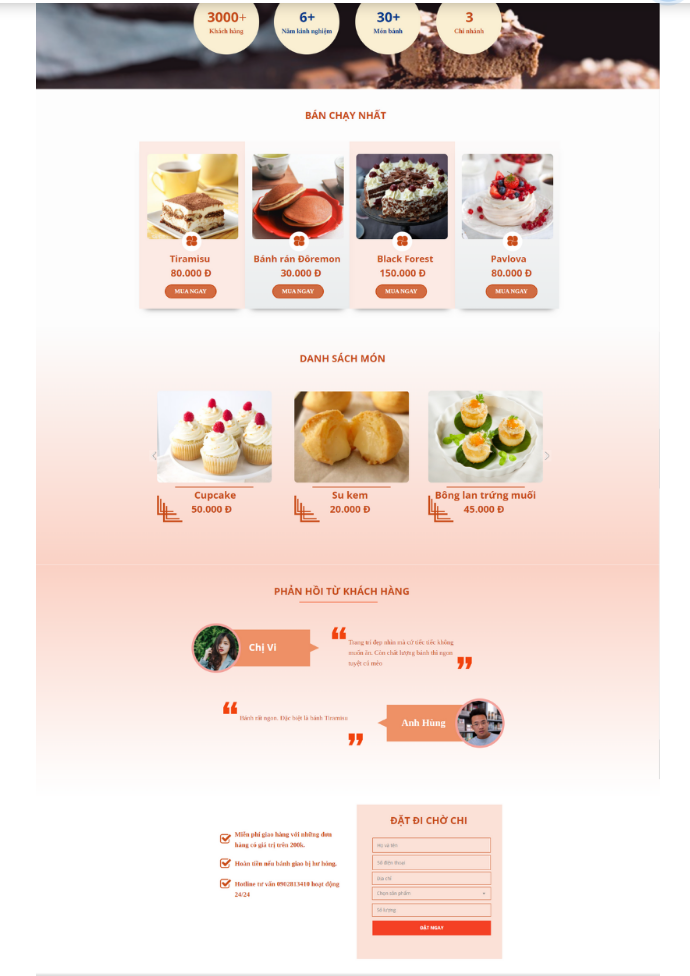 3000+
6+
30+
3
Khách hàng
Năm kinh nghiệm
Món bánh
Chi nhánh
BÁN CHẠY NHẤT
Tiramisu
Bánh rán Đôremon
Black Forest
Pavlova
80.000 Đ
30.000 Đ
150.000 Đ
80.000 Đ
MUA NGAY
MUA NGAY
MUA NGAY
MUA NGAY
DANH SÁCH MÓN
Cupcake
Su kem
Bông lan trứng muối
50.000 Đ
20.000 Đ
45.000 Đ
PHẢN HỒI TỪ KHÁCH HÀNG
Chị Vi
Trang trí đẹp nhìn mà cứ tiếc tiếc không
muốn ăn. Còn chất lượng bánh thì ngon
tuyệt cú mèo
Bánh rất ngon. Đặc biệt là bánh Tiramisu
Anh Hùng
Miễn phí giao hàng với những đơn
hàng có giá trị trên 200k.
Hoàn tiền nếu bánh giao bị hư hỏng.
Hotline tư vấn 0902813410 hoạt động
24/24
ĐẶT ĐI CHỜ CHI
Họ và tên
Số điện thoại
Địa chỉ
Chọn sản phẩm
Số lượng
ĐẶT NGAY